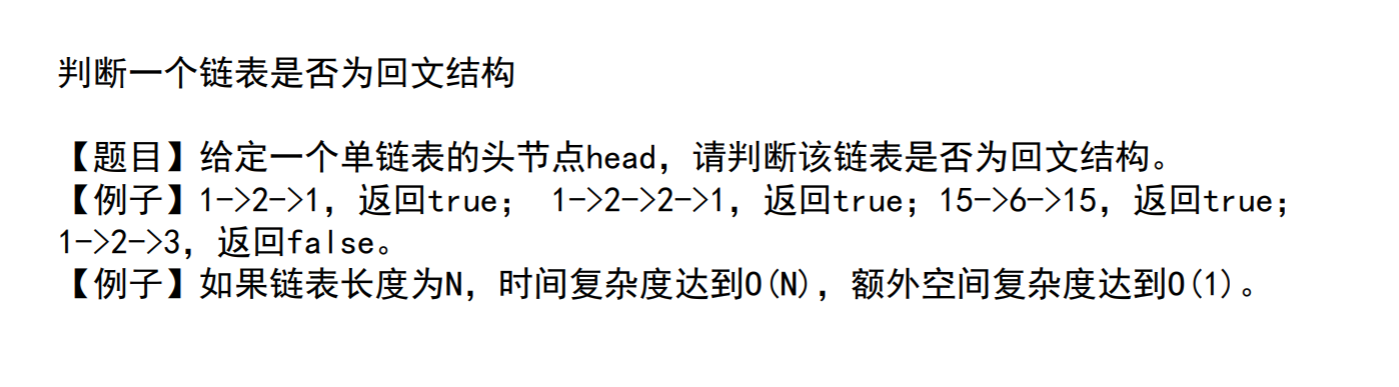 判断一个链表是否为回文结构
【题目】给定一个单链表的头节点head，请判断该链表是否为回文结构。
【例子】1->2->1，返回true； 1->2->2->1，返回true；15->6->15，返回true；
1->2->3，返回false。
【例子】如果链表长度为N，时间复杂度达到O(N)，额外空间复杂度达到O(1)。